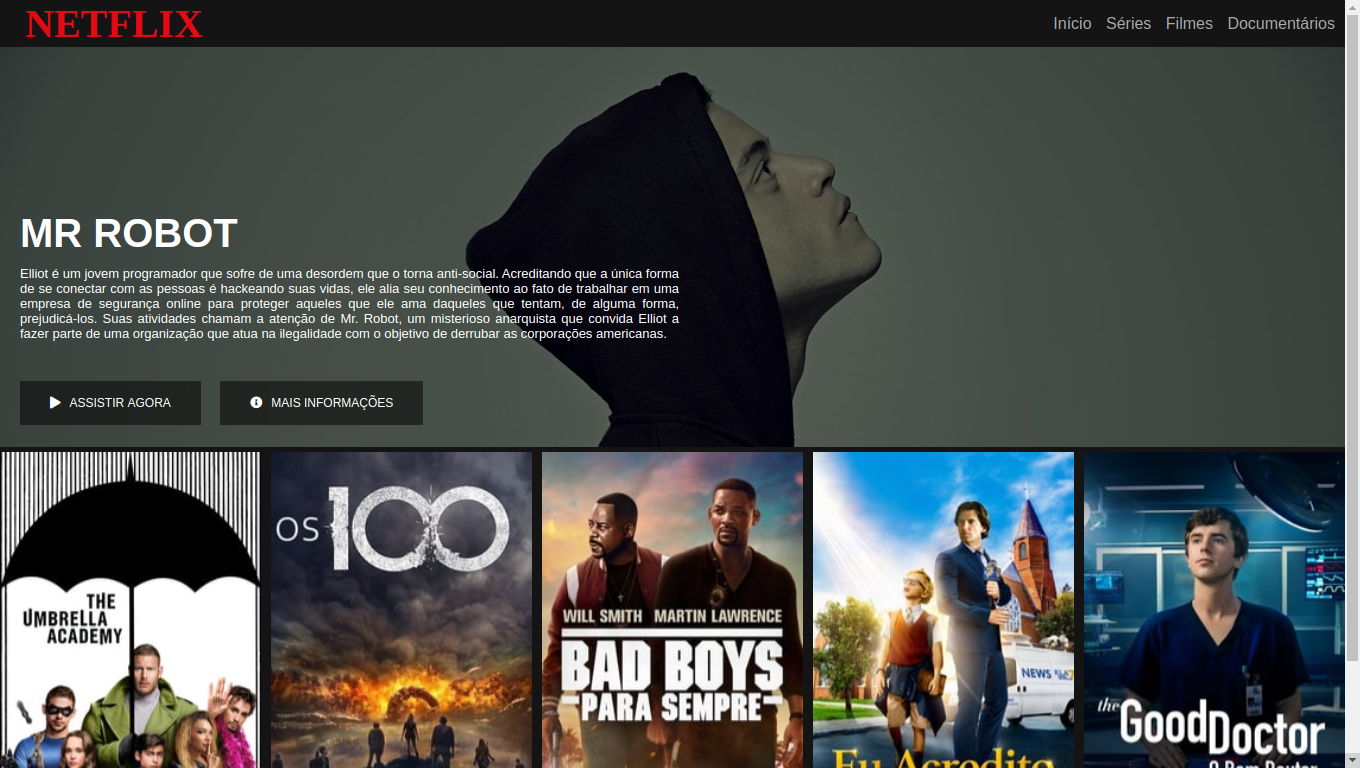 NETFLIX
Início Séries Filmes Documentários
MR ROBOT
Elliot é um jovem programador que sofre de uma desordem que o torna anti-social. Acreditando que a única forma
de se conectar com as pessoas é hackeando suas vidas, ele alia seu conhecimento ao fato de trabalhar em uma
empresa de segurança online para proteger aqueles que ele ama daqueles que tentam, de alguma forma,
prejudicá-los. Suas atividades chamam a atenção de Mr. Robot, um misterioso anarquista que convida Elliot a
fazer parte de uma organização que atua na ilegalidade com o objetivo de derrubar as corporações americanas.
ASSISTIR AGORA
MAIS INFORMAÇÕES
THE
UMBRELLA
ACADEMY
OS 100
WILL SMITH MARTIN LAWRENCE
BAD BOYS
PARA SEMPRE
NEWS
Eu Acredito
the
Good Doctor
O Bom Doutor